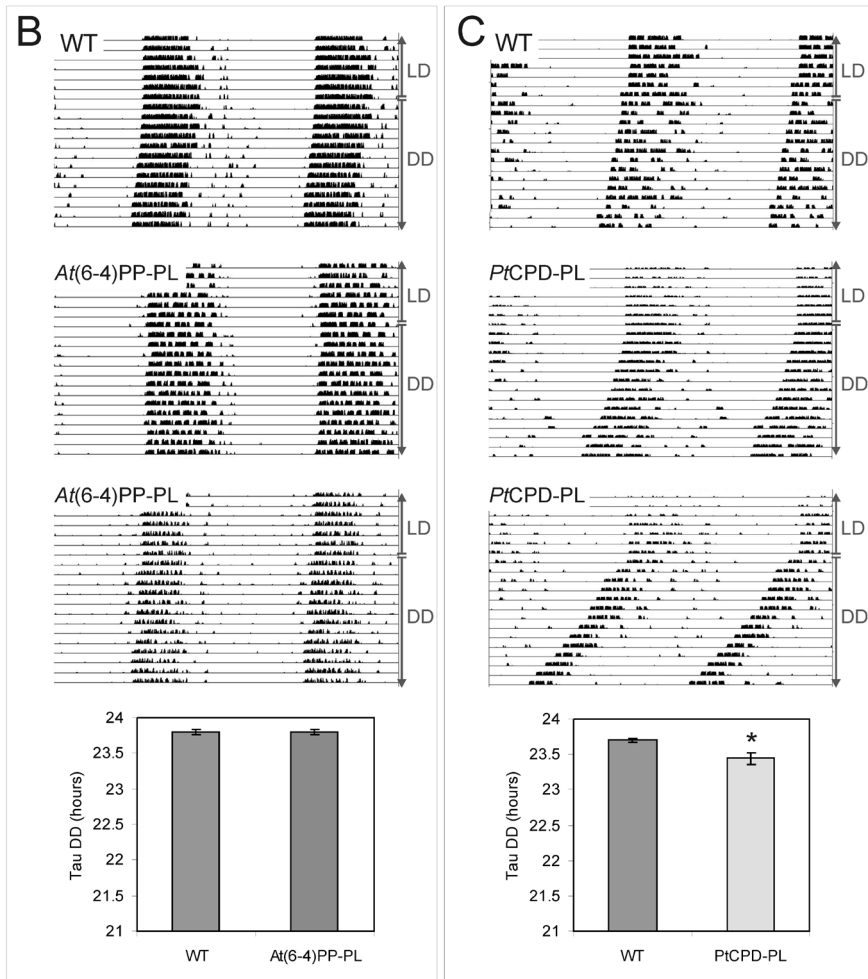 B
WT
LD
DD
At(6-4)PP-PL
LD
DD
At(6-4)PP-PL
LD
DD
Tau DD (hours)
24
23.5
23
22.5
22
21.5
21
WT
At(6-4)PP-PL
C
WT
LD
DD
PtCPD-PL
LD
DD
PtCPD-PL
LD
DD
Tau DD (hours)
24
23.5
23
22.5
22
21.5
21
*
WT
PtCPD-PL